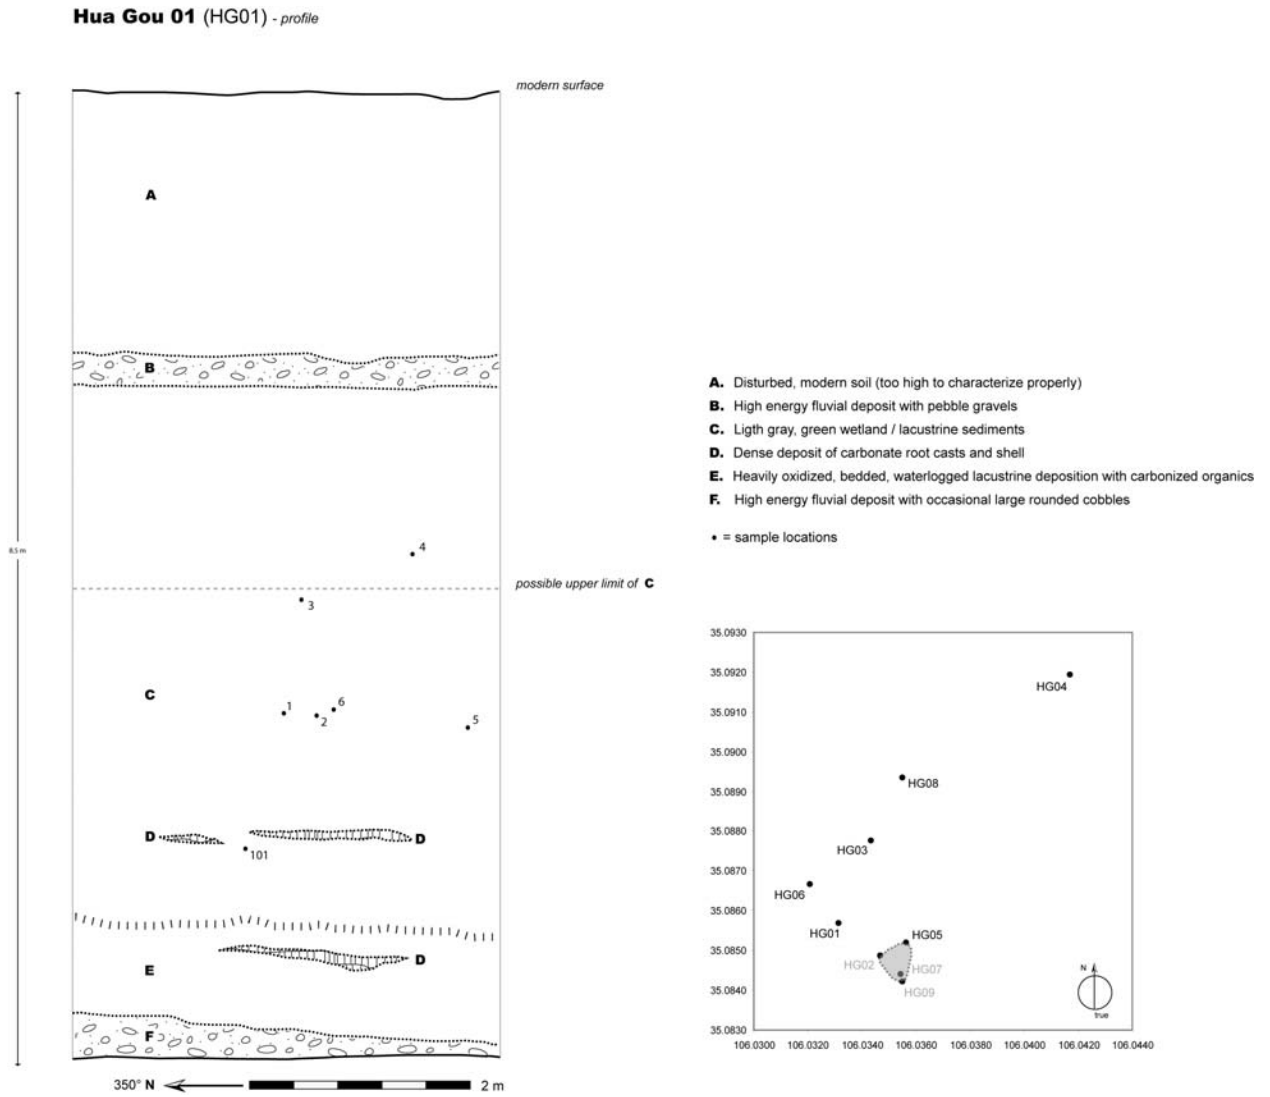 Hua Gou 01 (HG01) - profile
modern surface
A
B
8.5 m
4
possible upper limit of C
3
C
1
2
6
5
D
D
101
D
E
F
350° N
2 m
A. Disturbed, modern soil (too high to characterize properly)
B. High energy fluvial deposit with pebble gravels
C. Ligth gray, green wetland / lacustrine sediments
D. Dense deposit of carbonate root casts and shell
E. Heavily oxidized, bedded, waterlogged lacustrine deposition with carbonized organics
F. High energy fluvial deposit with occasional large rounded cobbles
• = sample locations
35.0930
35.0920
35.0910
35.0900
35.0890
35.0880
35.0870
35.0860
35.0850
35.0840
35.0830
HG04
HG08
HG03
HG06
HG01
HG05
HG02
HG07
HG09
N
true
106.0300 106.0320 106.0340 106.0360 106.0380 106.0400 106.0420 106.0440